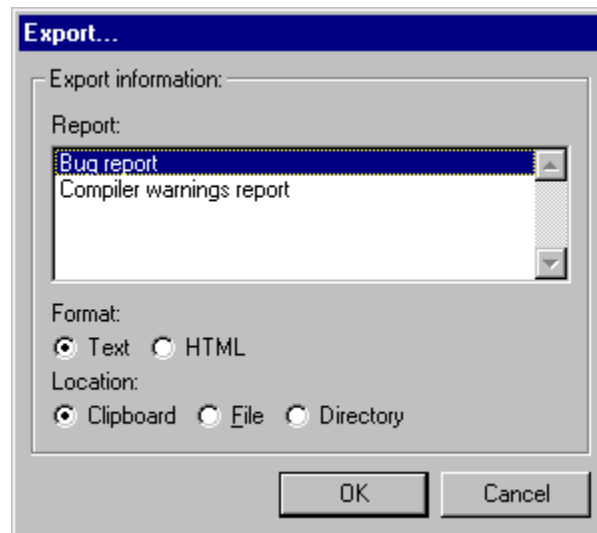 Export...
Export information:
Report:
Bug report
Compiler warnings report
Format:
Text HTML
Location:
Clipboard File Directory
OK Cancel